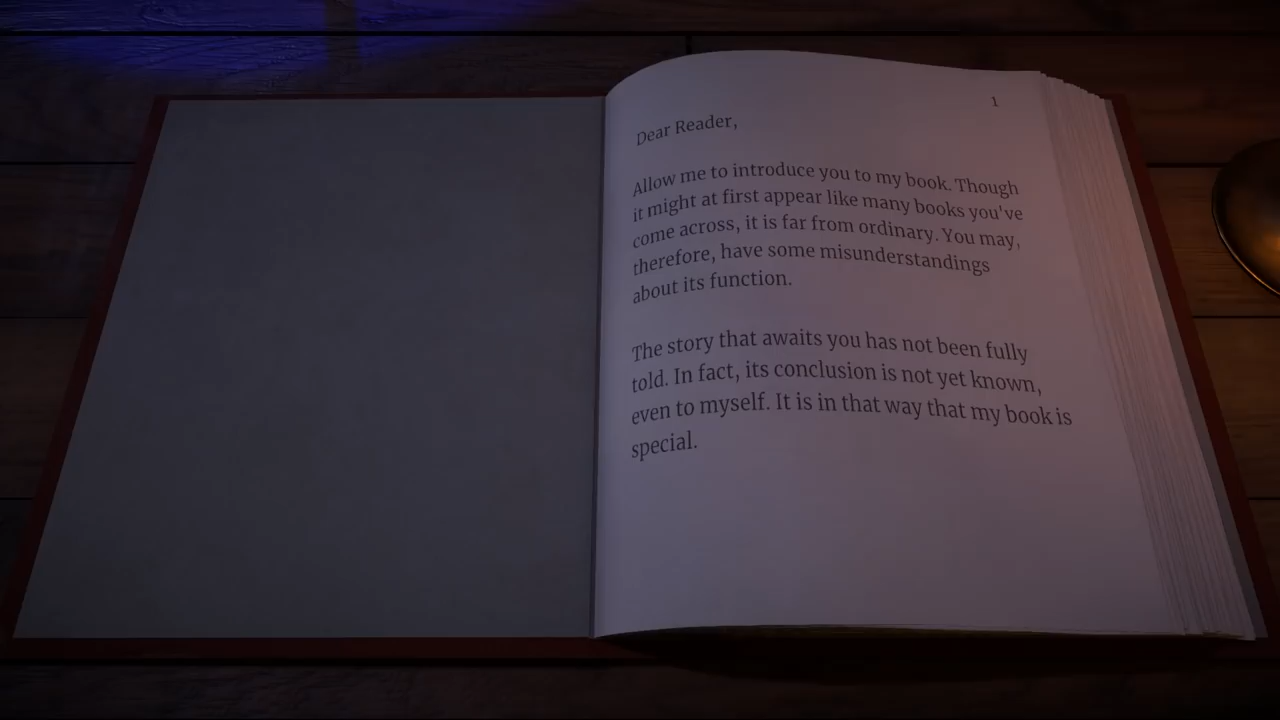 1
Dear Reader,
Allow me to introduce you to my book. Though
it might at first appear like many books you've
come across, it is far from ordinary. You may,
therefore, have some misunderstandings
about its function.
The story that awaits you has not been fully
told. In fact, its conclusion is not yet known,
even to myself. It is in that way that my book is
special.